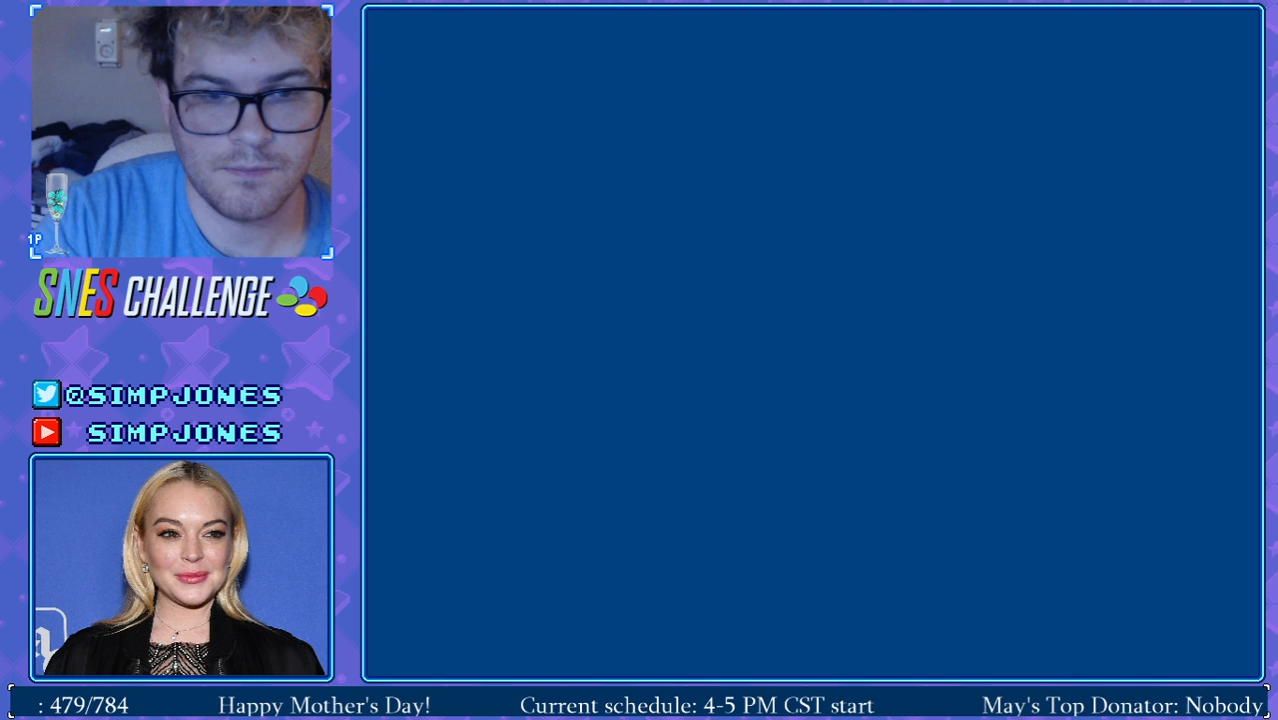 1P
SNES CHALLENGE
@SIMPJONES
SIMPJONES
: 479/784 Happy Mother's Day! Current schedule: 4-5 PM CST start May's Top Donator: Nobody